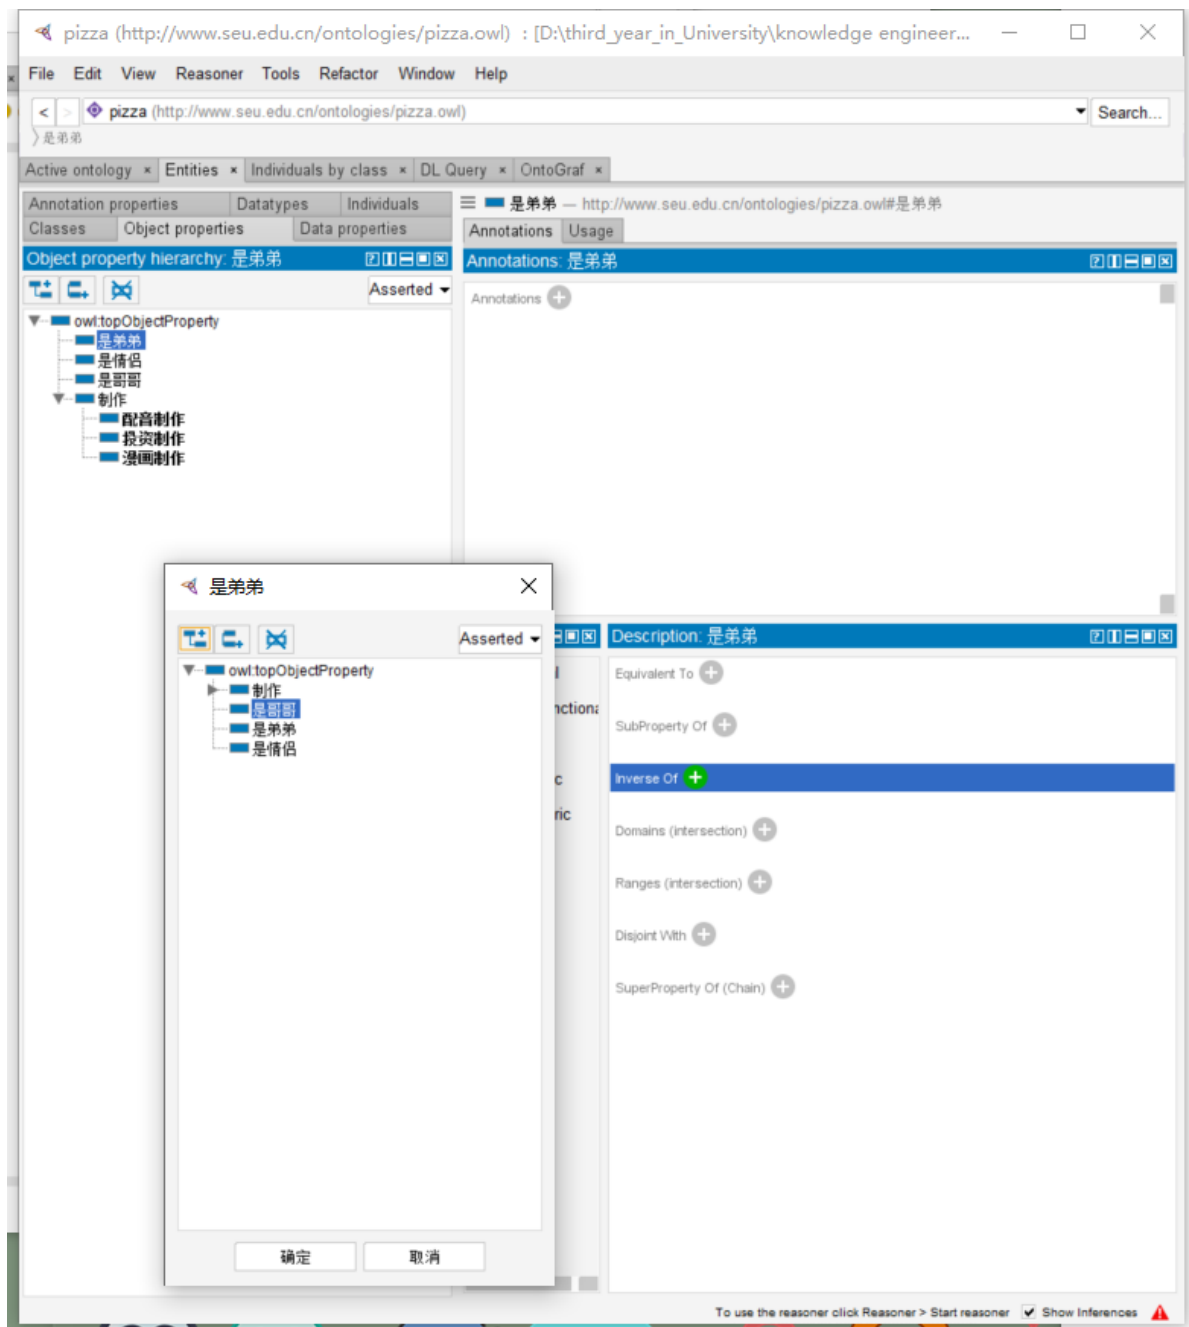 pizza (http://www.seu.edu.cn/ontologies/pizza.owl) : [D:\third_year_in_University\knowledge engineer...
File Edit View Reasoner Tools Refactor Window Help
< > pizza (http://www.seu.edu.cn/ontologies/pizza.owl) Search...
是弟弟
Active ontology × Entities × Individuals by class × DL Query × OntoGraf ×
Annotation properties Datatypes Individuals
Classes Object properties Data properties
Object property hierarchy: 是弟弟
Asserted
owl:topObjectProperty
是弟弟
是情侣
是哥哥
制作
配音制作
投资制作
漫画制作
是弟弟 — http://www.seu.edu.cn/ontologies/pizza.owl#是弟弟
Annotations Usage
Annotations: 是弟弟
Annotations
是弟弟
Asserted
owl:topObjectProperty
制作
是哥哥
是弟弟
是情侣
确定 取消
nctiona
c
ric
Description: 是弟弟
Equivalent To
SubProperty Of
Inverse Of
Domains (intersection)
Ranges (intersection)
Disjoint With
SuperProperty Of (Chain)
To use the reasoner click Reasoner > Start reasoner Show Inferences